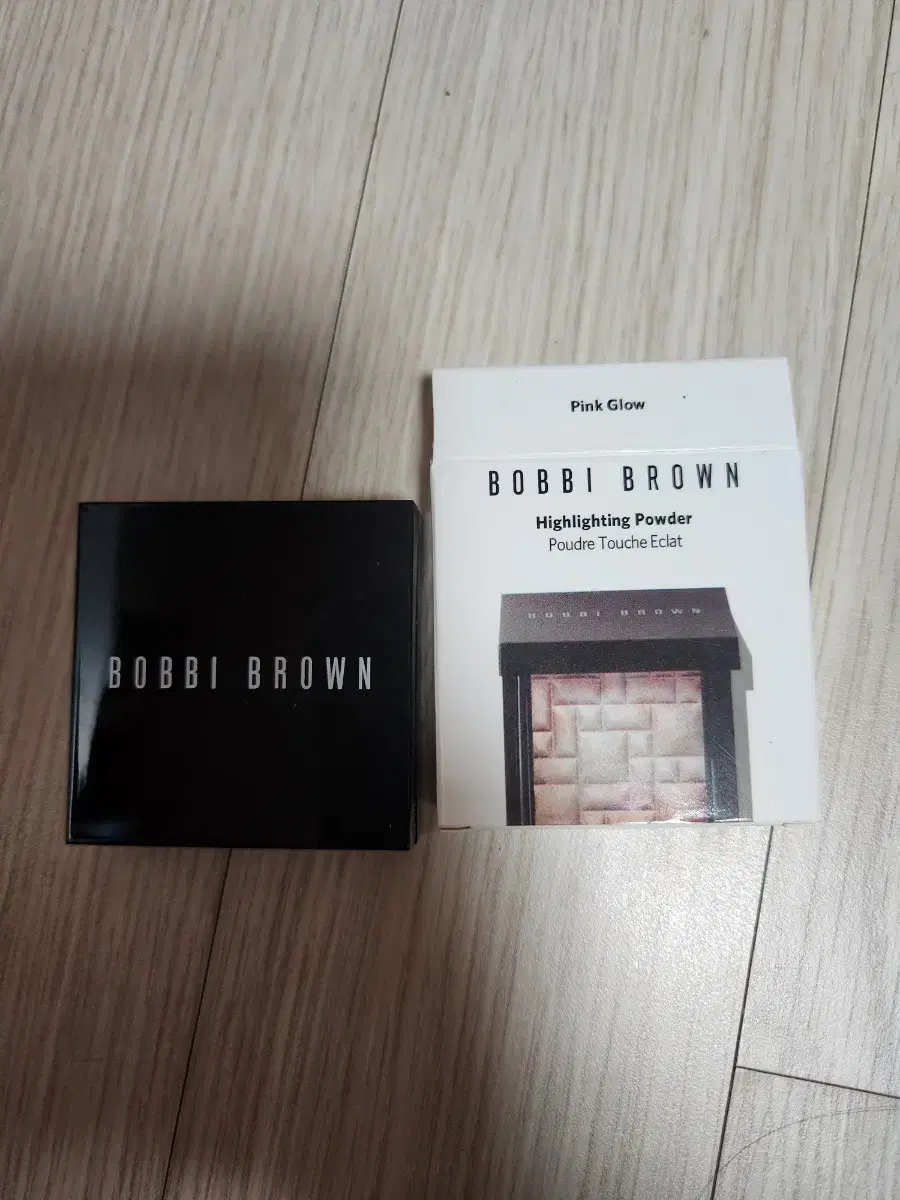 Pink Glow
BOBBI BROWN
Highlighting Powder
Poudre Touche Eclat
BOBBI BROWN
BOBBI BROWN